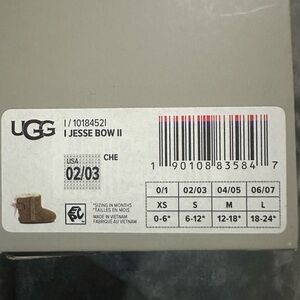 UGG
I / 1018452I
I JESSE BOW II
USA
02/03
CHE
1 90108 83584 7
*SIZING IN MONTHS
*TAILLES EN MOIS
MADE IN VIETNAM
FABRIQUÉ AU VIETNAM
0/1 02/03 04/05 06/07
XS S M L
0-6* 6-12* 12-18* 18-24*